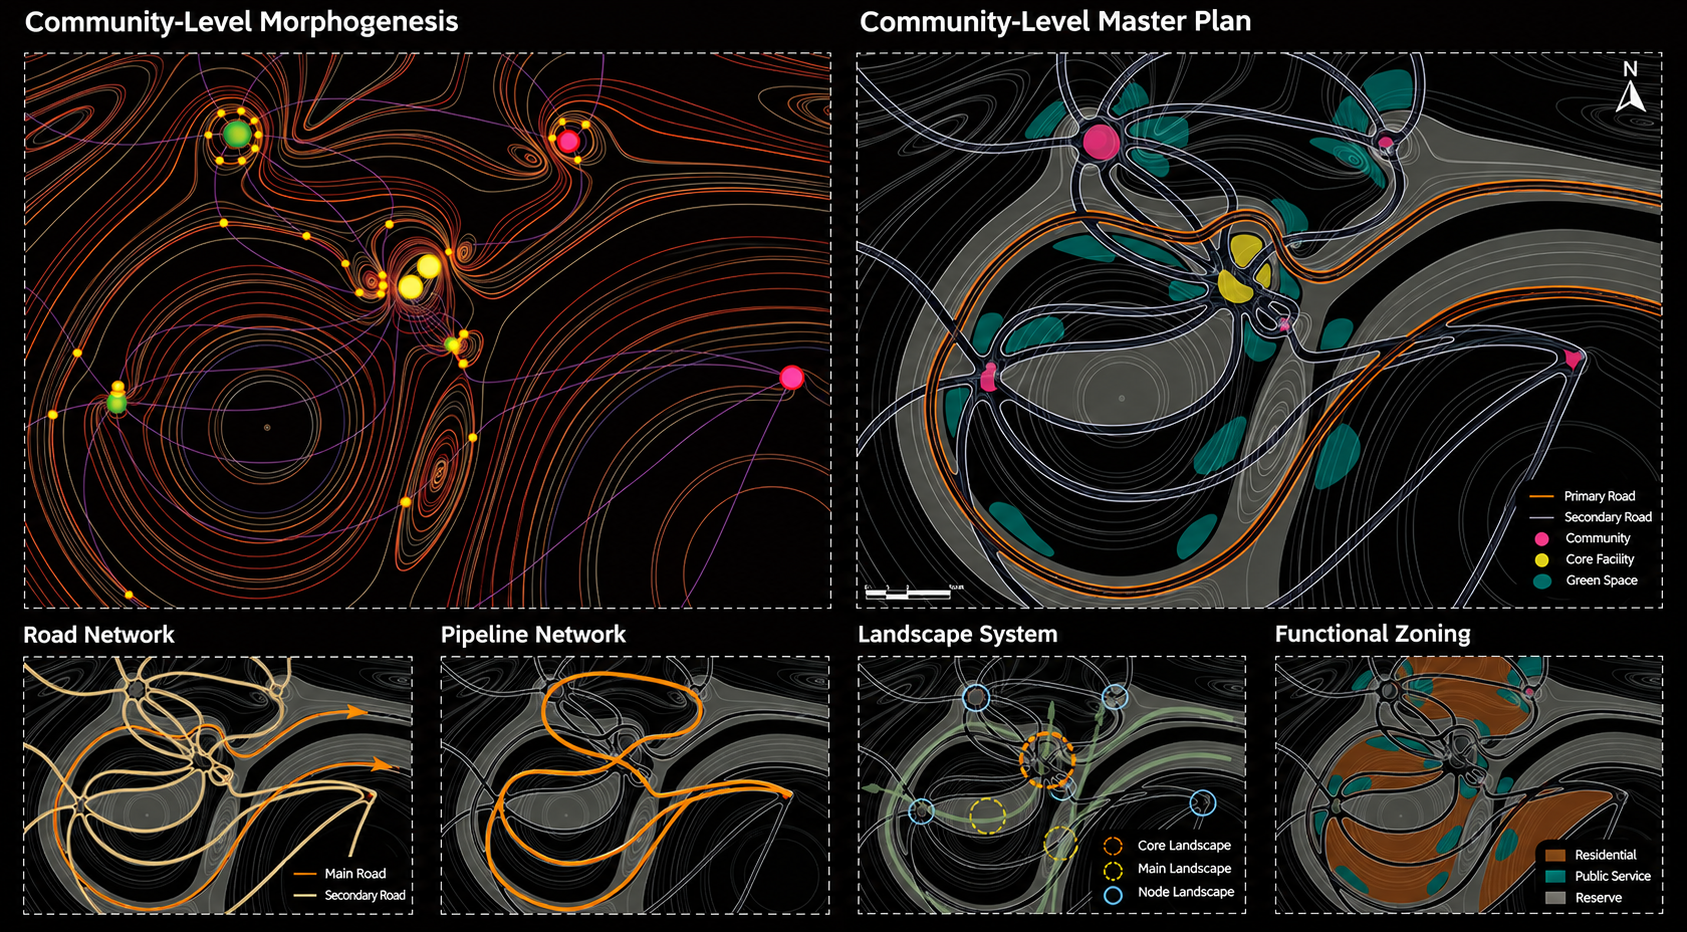 Community-Level Morphogenesis
Community-Level Master Plan
N
Primary Road
Secondary Road
Community
Core Facility
Green Space
Road Network
Pipeline Network
Landscape System
Functional Zoning
Main Road
Secondary Road
Core Landscape
Main Landscape
Node Landscape
Residential
Public Service
Reserve